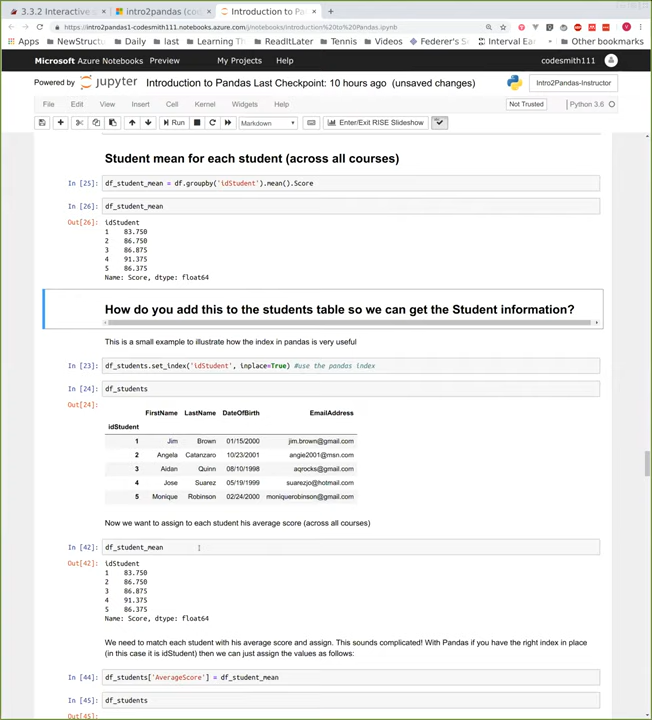 3.3.2 Interactive s
intro2pandas (co
Introduction to Pa
https://intro2pandas1-codesmith111.notebooks.azure.com/j/notebooks/Introduction%20to%20Pandas.ipynb
Apps NewStructur Daily last Learning T ReadItLater Tennis Videos Federer's S Interval Ea Other bookmarks
Microsoft Azure Notebooks Preview My Projects Help codesmith111
Powered by jupyter Introduction to Pandas Last Checkpoint: 10 hours ago (unsaved changes) Intro2Pandas-Instructor
File Edit View Insert Cell Kernel Widgets Help Not Trusted Python 3.6
Run Markdown Enter/Exit RISE Slideshow
Student mean for each student (across all courses)
In [25]: df_student_mean = df.groupby('idStudent').mean().Score
In [26]: df_student_mean
Out[26]: idStudent
1 83.750
2 86.750
3 86.875
4 91.375
5 86.375
Name: Score, dtype: float64
How do you add this to the students table so we can get the Student information?
This is a small example to illustrate how the index in pandas is very useful
In [23]: df_students.set_index('idStudent', inplace=True) #use the pandas index
In [24]: df_students
Out[24]:
FirstName LastName DateOfBirth EmailAddress
idStudent
1 Jim Brown 01/15/2000 jim.brown@gmail.com
2 Angela Catanzaro 10/23/2001 angie2001@msn.com
3 Aidan Quinn 08/10/1998 aqrocks@gmail.com
4 Jose Suarez 05/19/1999 suarezjo@hotmail.com
5 Monique Robinson 02/24/2000 moniquerobinson@gmail.com
Now we want to assign to each student his average score (across all courses)
In [42]: df_student_mean
Out[42]: idStudent
1 83.750
2 86.750
3 86.875
4 91.375
5 86.375
Name: Score, dtype: float64
We need to match each student with his average score and assign. This sounds complicated! With Pandas if you have the right index in place
(in this case it is idStudent) then we can just assign the values as follows:
In [44]: df_students['AverageScore'] = df_student_mean
In [45]: df_students
Out[45]: